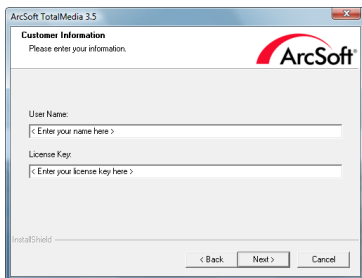 ArcSoft TotalMedia 3.5
Customer Information
Please enter your information.
ArcSoft®
User Name:
< Enter your name here >
License Key:
< Enter your license key here >
InstallShield
< Back
Next >
Cancel